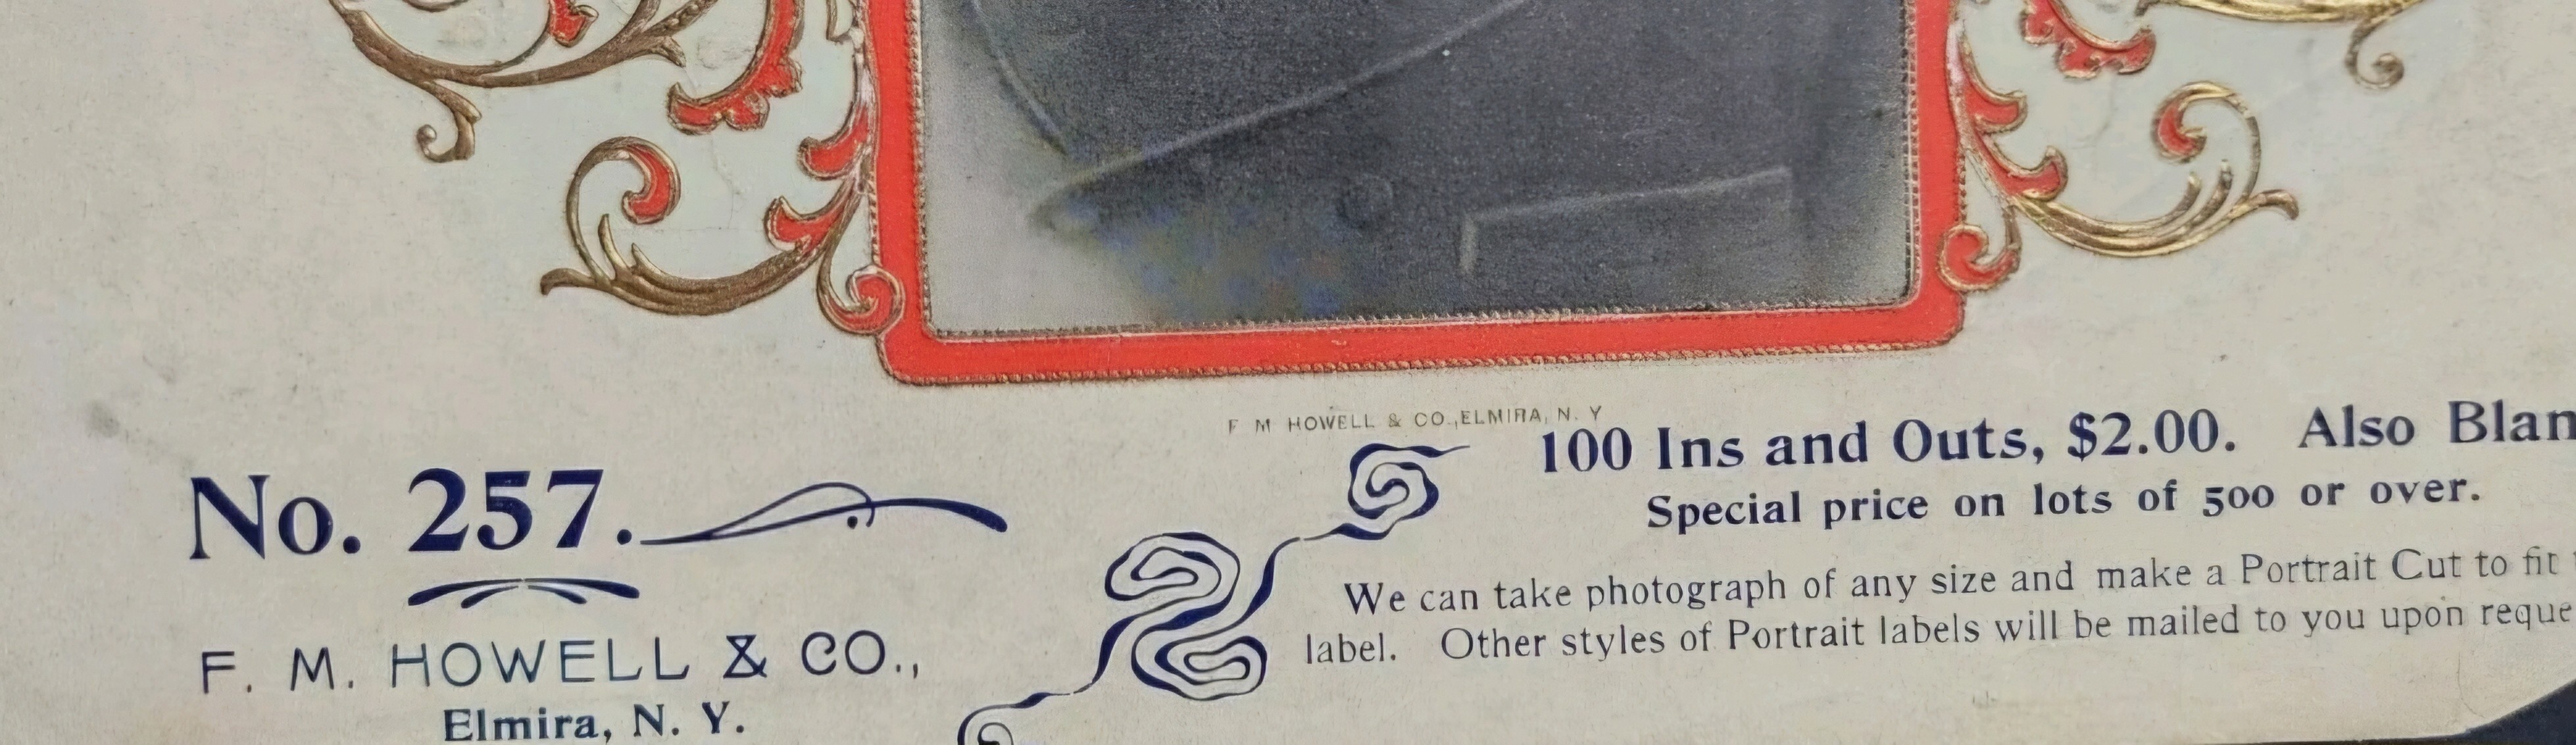 F M HOWELL & CO., ELMIRA, N. Y
No. 257.
F. M. HOWELL & CO.,
Elmira, N. Y.
100 Ins and Outs, $2.00. Also
Special price on lots of 500 or over.
We can take photograph of any size and make a Portrait Cut to fit
label. Other styles of Portrait labels will be mailed to you upon